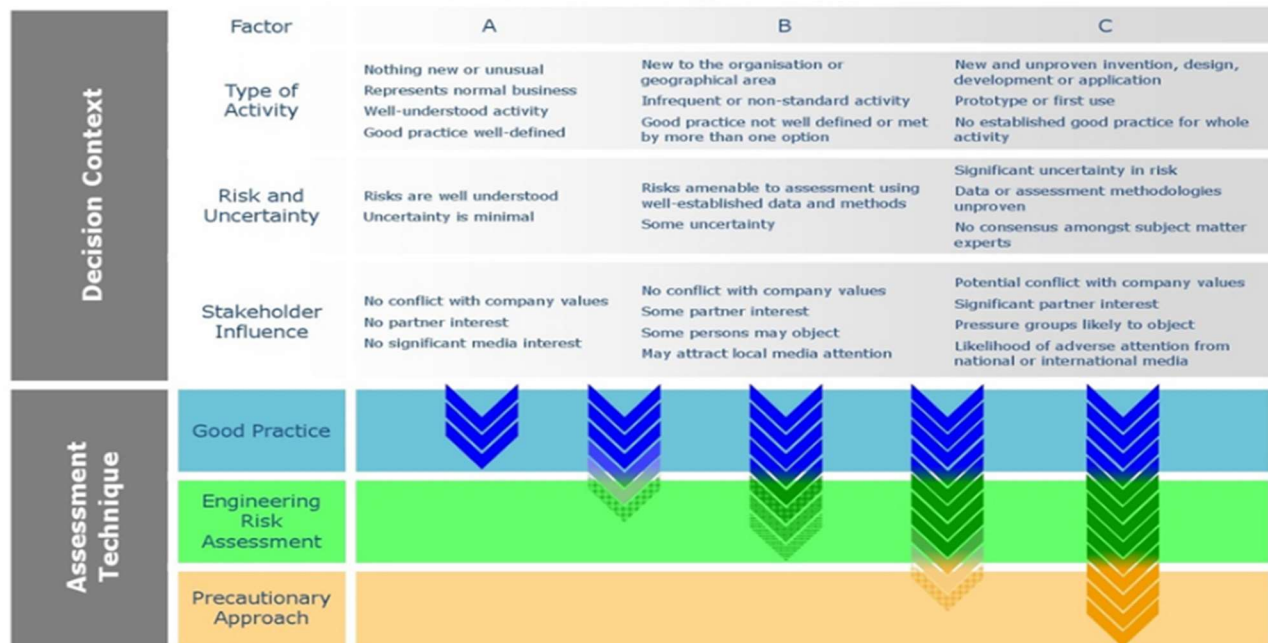 Factor
A
B
C
Decision Context
Type of
Activity
Nothing new or unusual
Represents normal business
Well-understood activity
Good practice well-defined
New to the organisation or
geographical area
Infrequent or non-standard activity
Good practice not well defined or met
by more than one option
New and unproven invention, design,
development or application
Prototype or first use
No established good practice for whole
activity
Risk and
Uncertainty
Risks are well understood
Uncertainty is minimal
Risks amenable to assessment using
well-established data and methods
Some uncertainty
Significant uncertainty in risk
Data or assessment methodologies
unproven
No consensus amongst subject matter
experts
Stakeholder
Influence
No conflict with company values
No partner interest
No significant media interest
No conflict with company values
Some partner interest
Some persons may object
May attract local media attention
Potential conflict with company values
Significant partner interest
Pressure groups likely to object
Likelihood of adverse attention from
national or international media
Assessment
Technique
Good Practice
Engineering
Risk
Assessment
Precautionary
Approach